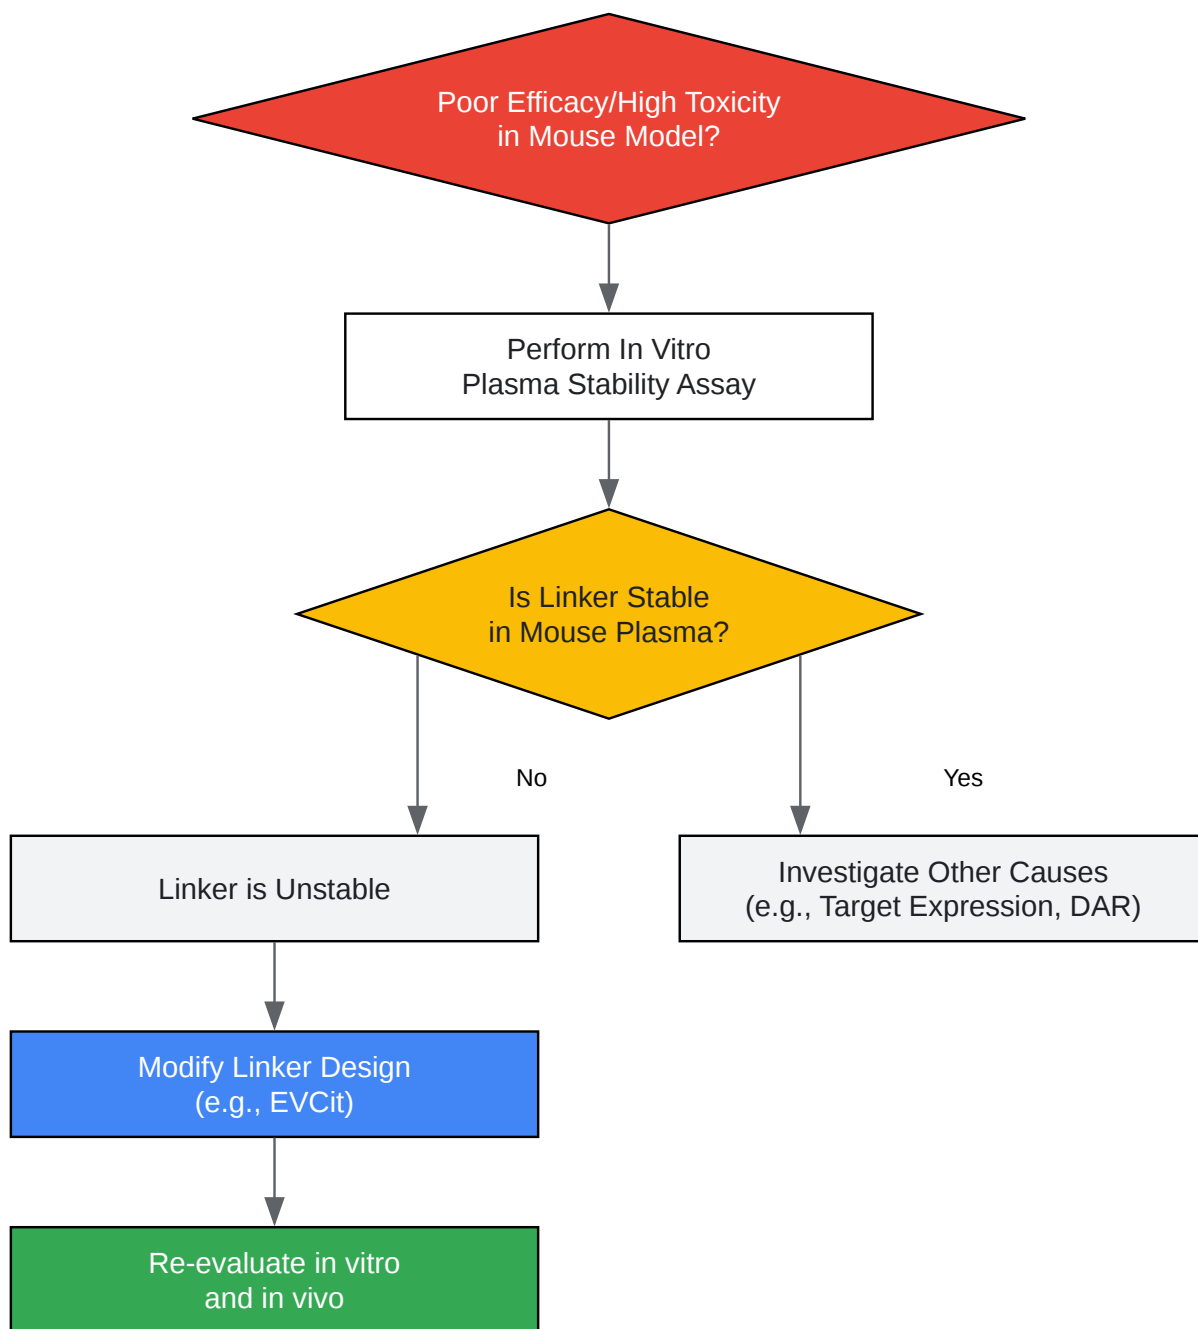 Poor Efficacy/High Toxicity
in Mouse Model?
Perform In Vitro
Plasma Stability Assay
Is Linker Stable
in Mouse Plasma?
No
Yes
Linker is Unstable
Investigate Other Causes
(e.g., Target Expression, DAR)
Modify Linker Design
(e.g., EVCit)
Re-evaluate in vitro
and in vivo